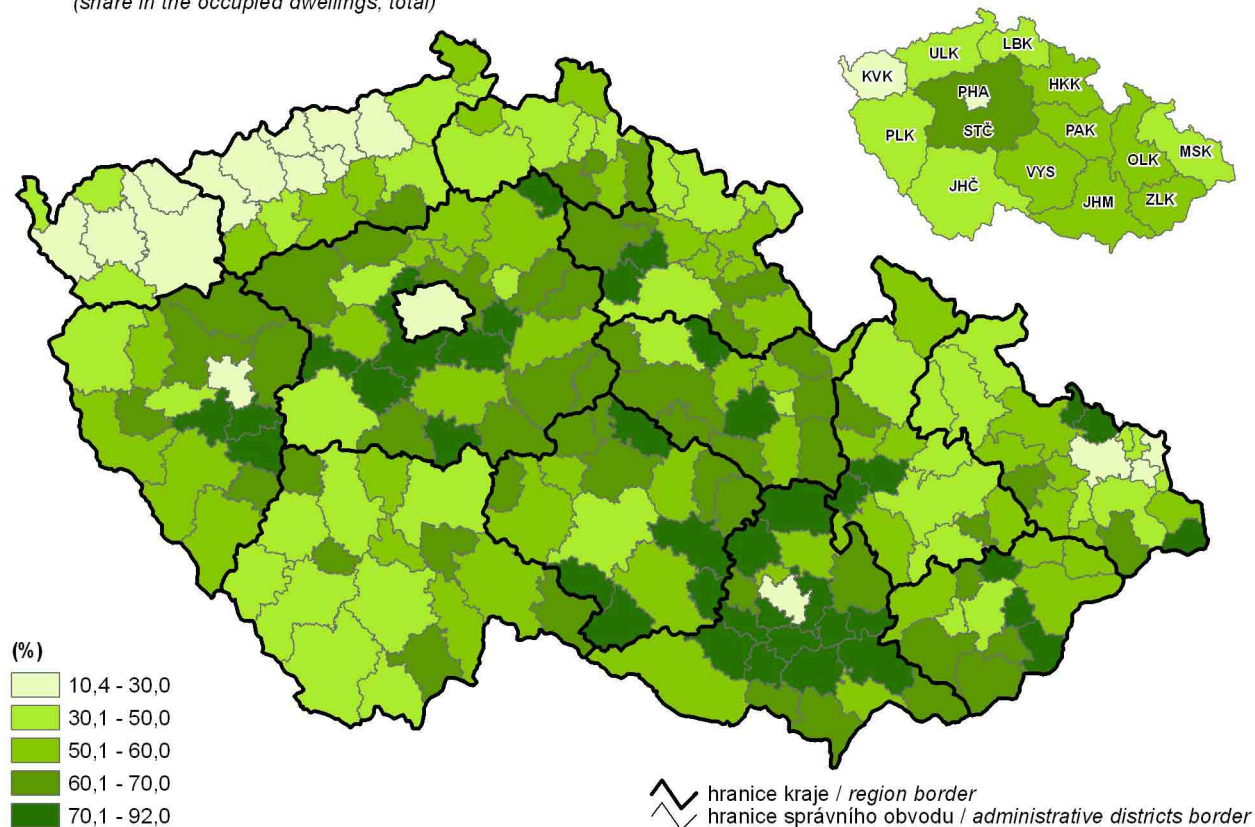 (share in the occupied dwellings, total)
ULK
LBK
KVK
HKK
PHA
PLK
STČ
PAK
MSK
OLK
VYS
JHČ
JHM
ZLK
(%)
10,4 - 30,0
30,1 - 50,0
50,1 - 60,0
60,1 - 70,0
70,1 - 92,0
hranice kraje / region border
hranice správního obvodu / administrative districts border